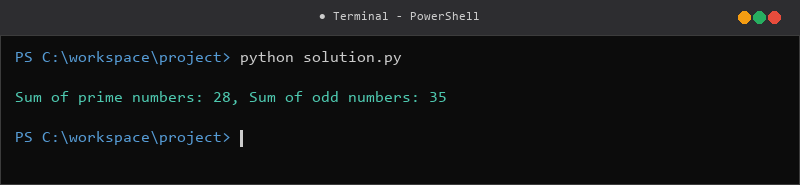 ● Terminal - PowerShell
PS C:\workspace\project> python solution.py
Sum of prime numbers: 28, Sum of odd numbers: 35
PS C:\workspace\project>